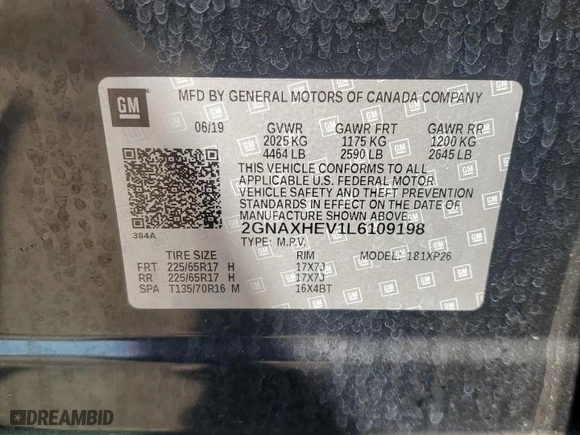 GM
MFD BY GENERAL MOTORS OF CANADA COMPANY
06/19 GVWR GAWR FRT GAWR RR
2025 KG 1175 KG 1200 KG
4464 LB 2590 LB 2645 LB
THIS VEHICLE CONFORMS TO ALL
APPLICABLE U.S. FEDERAL MOTOR
VEHICLE SAFETY AND THEFT PREVENTION
STANDARDS IN EFFECT ON THE DATE OF
MANUFACTURE SHOWN ABOVE.
384A
2GNAXHEV1L6109198
TYPE: M.P.V. MODEL: 181XP26
TIRE SIZE RIM
FRT 225/65R17 H 17X7J
RR 225/65R17 H 17X7J
SPA T135/70R16 M 16X4BT
DREAMBID